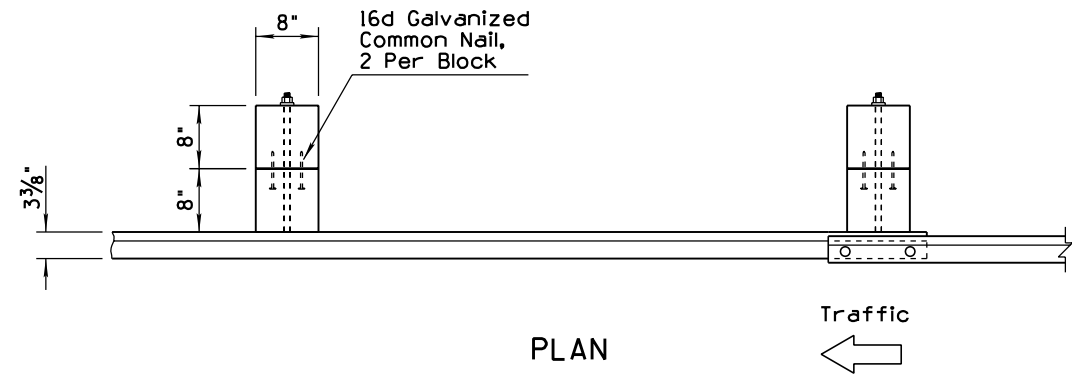 8"
16d Galvanized
Common Nail,
2 Per Block
8"
8"
3⅜"
Traffic
PLAN